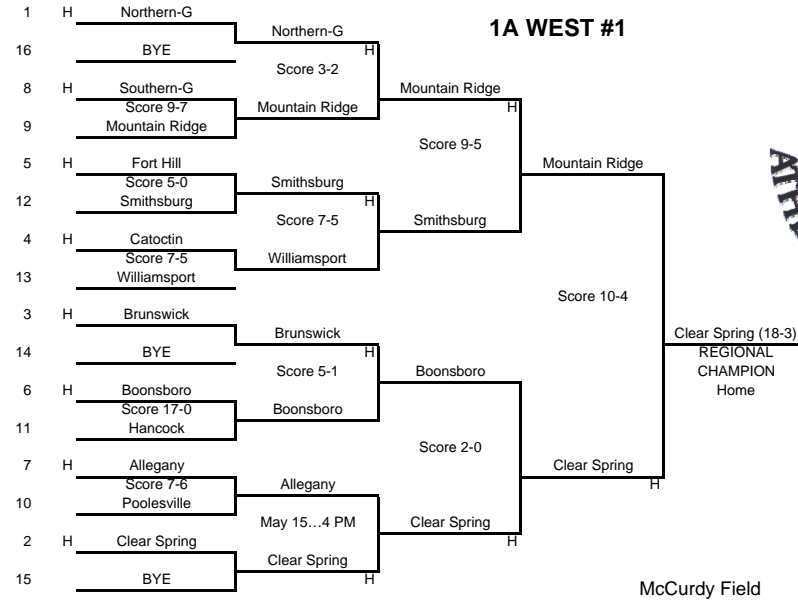 1A WEST #1
1 H Northern-G
16 BYE
Northern-G
H
Score 3-2
8 H Southern-G
Score 9-7
9 Mountain Ridge
Mountain Ridge
Mountain Ridge
H
Score 9-5
5 H Fort Hill
Score 5-0
12 Smithsburg
Smithsburg
H
Score 7-5
4 H Catoctin
Score 7-5
13 Williamsport
Williamsport
Smithsburg
Mountain Ridge
Score 10-4
3 H Brunswick
14 BYE
Brunswick
H
Score 5-1
6 H Boonsboro
Score 17-0
11 Hancock
Boonsboro
Boonsboro
Score 2-0
7 H Allegany
Score 7-6
10 Poolesville
Allegany
May 15…4 PM
2 H Clear Spring
15 BYE
Clear Spring
H
Clear Spring
H
Clear Spring
H
Clear Spring (18-3)
REGIONAL
CHAMPION
Home
McCurdy Field